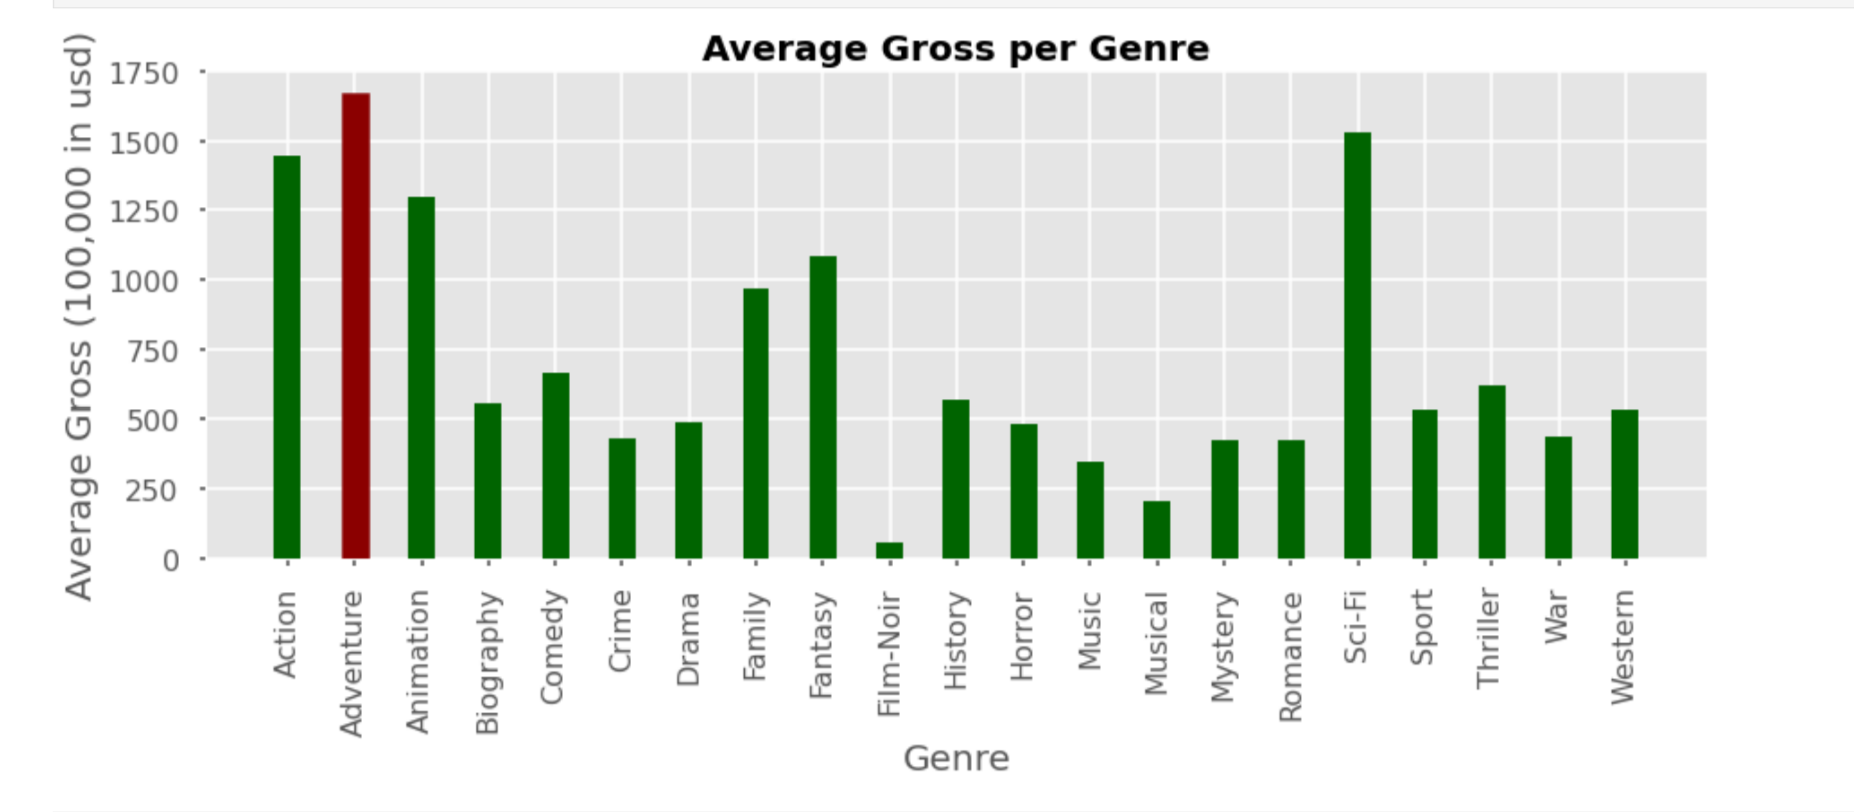 Average Gross per Genre
Average Gross (100,000 in usd)
1750
1500
1250
1000
750
500
250
0
Action
Adventure
Animation
Biography
Comedy
Crime
Drama
Family
Fantasy
Film-Noir
History
Horror
Music
Musical
Mystery
Romance
Sci-Fi
Sport
Thriller
War
Western
Genre